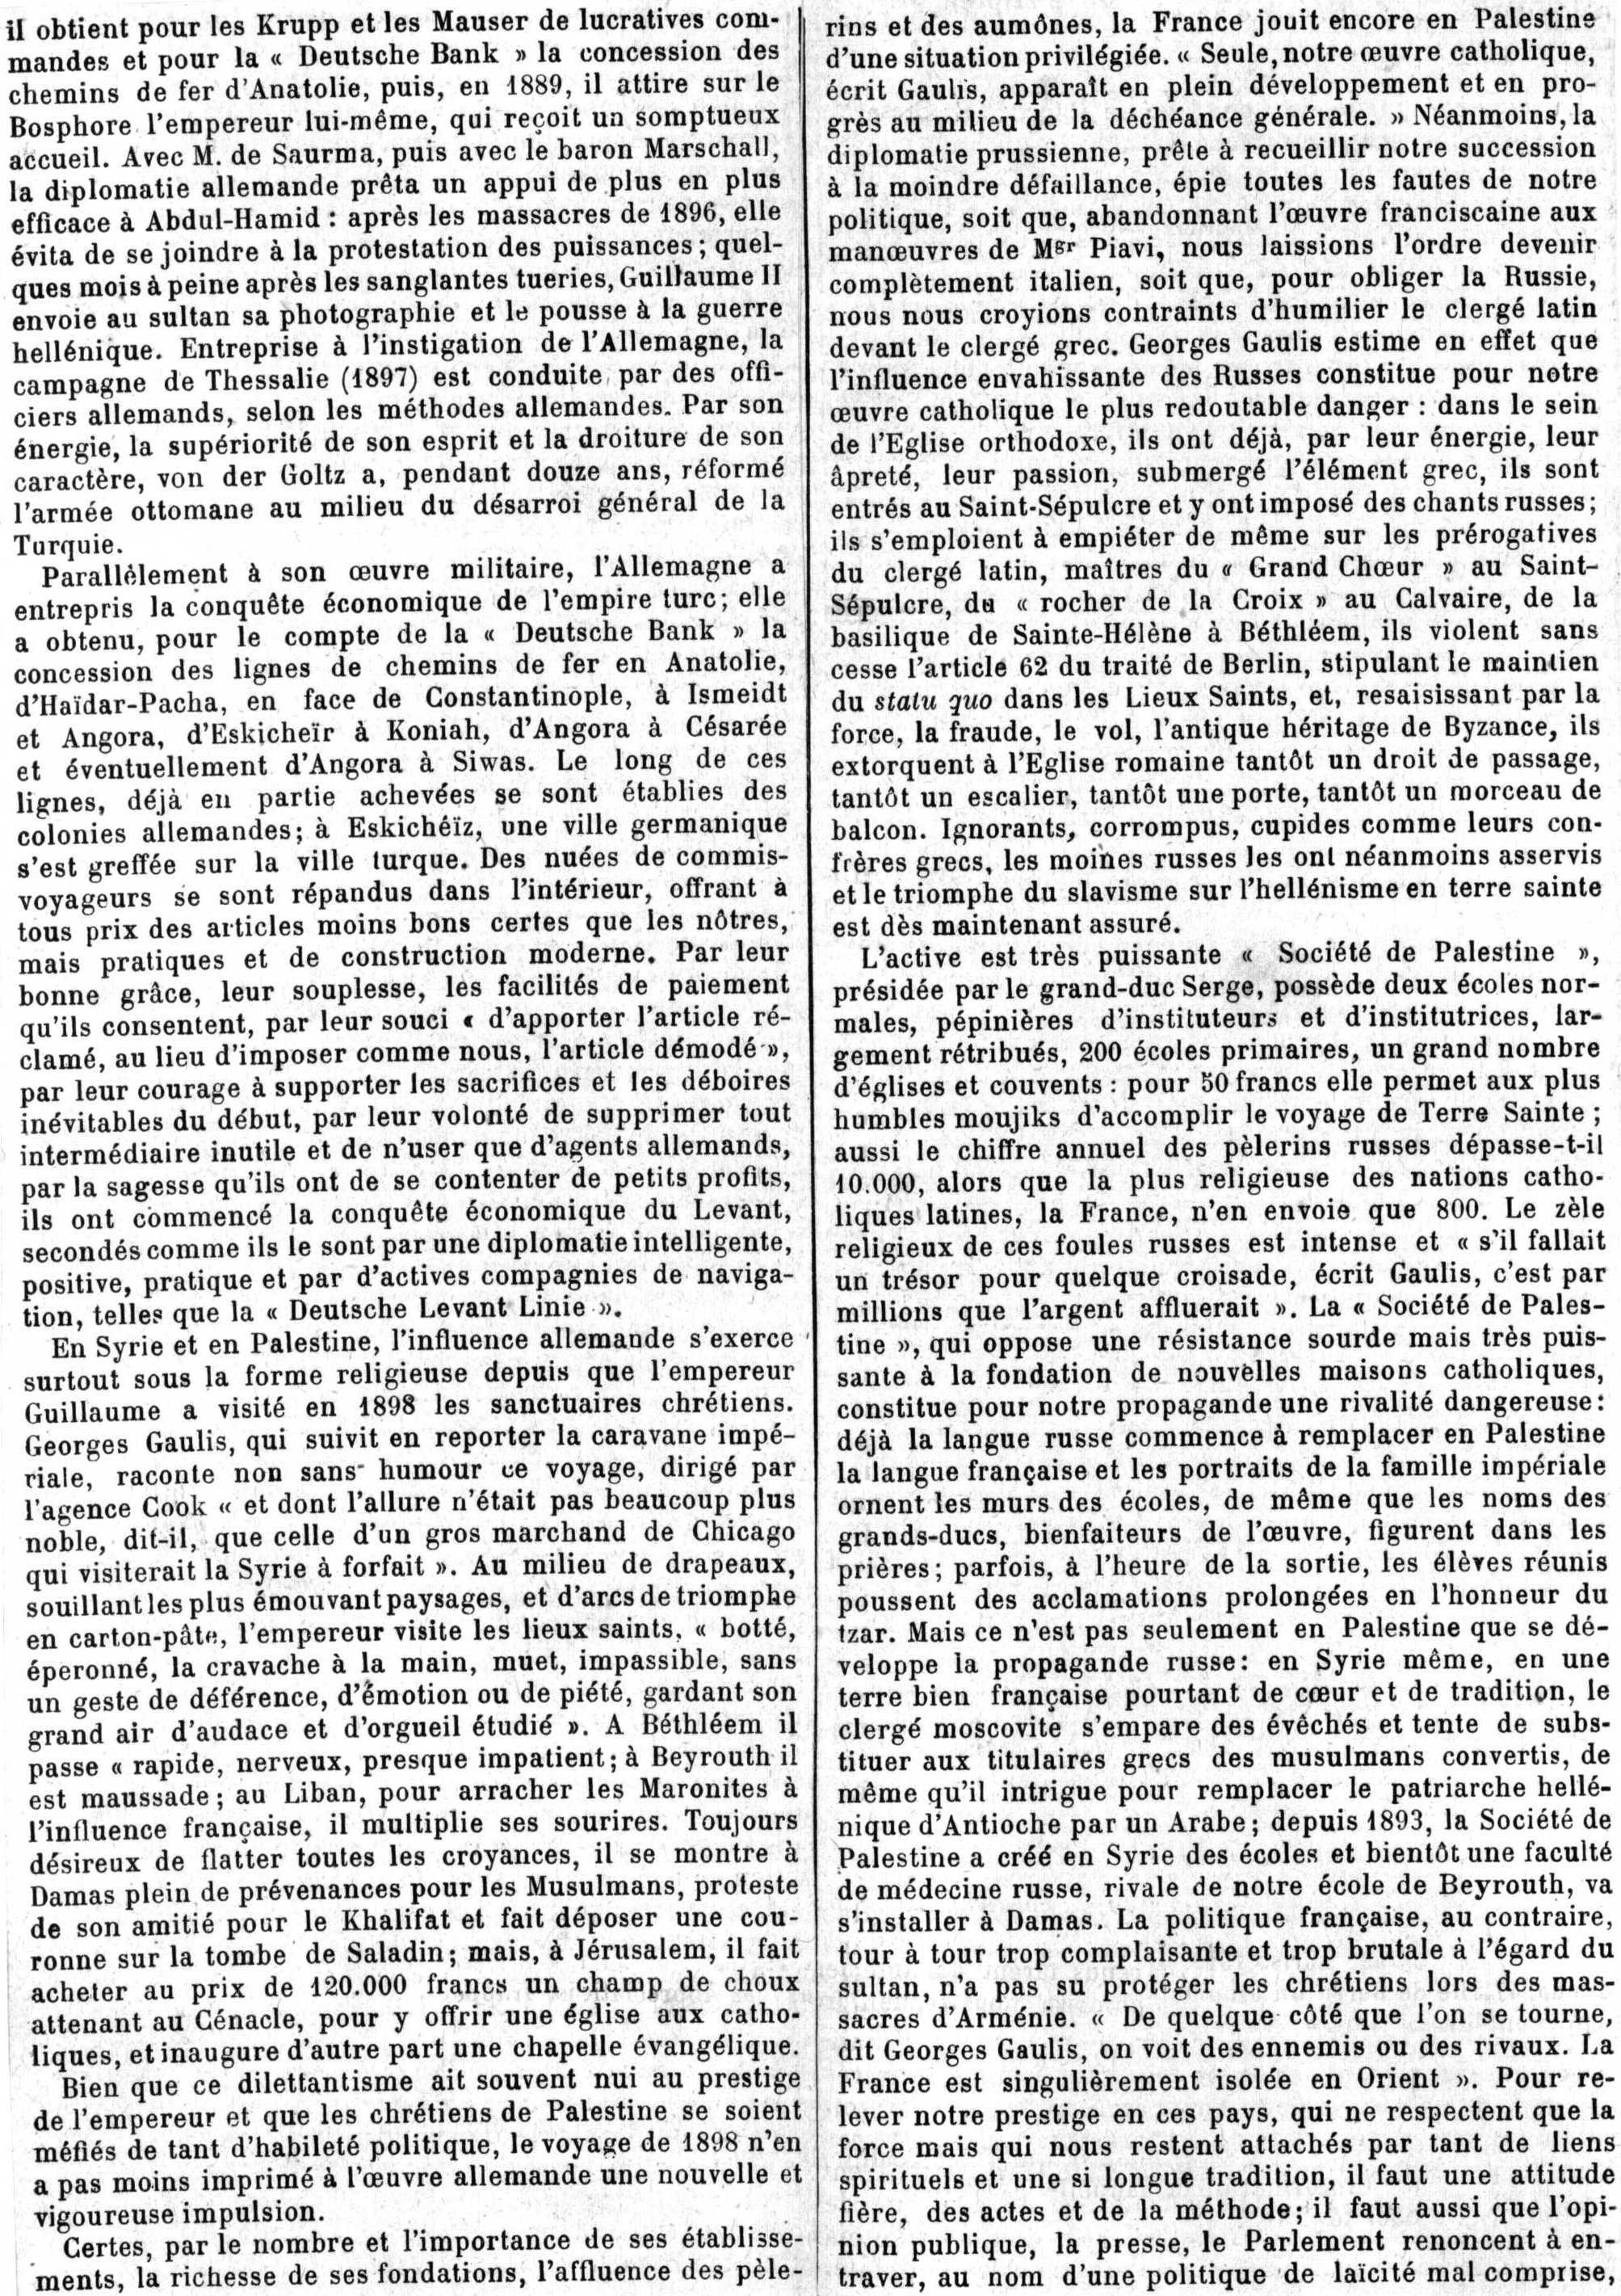 il obtient pour les Krupp et les Mauser de lucratives com-
mandes et pour la « Deutsche Bank » la concession des
chemins de fer d'Anatolie, puis, en 1889, il attire sur le
Bosphore l'empereur lui-même, qui reçoit un somptueux
accueil. Avec M. de Saurma, puis avec le baron Marschall,
la diplomatie allemande prêta un appui de plus en plus
efficace à Abdul-Hamid : après les massacres de 1896, elle
évita de se joindre à la protestation des puissances ; quel-
ques mois à peine après les sanglantes tueries, Guillaume II
envoie au sultan sa photographie et le pousse à la guerre
hellénique. Entreprise à l'instigation de l'Allemagne, la
campagne de Thessalie (1897) est conduite par des offi-
ciers allemands, selon les méthodes allemandes. Par son
énergie, la supériorité de son esprit et la droiture de son
caractère, von der Goltz a, pendant douze ans, réformé
l'armée ottomane au milieu du désarroi général de la
Turquie.
Parallèlement à son œuvre militaire, l'Allemagne a
entrepris la conquête économique de l'empire turc ; elle
a obtenu, pour le compte de la « Deutsche Bank » la
concession des lignes de chemins de fer en Anatolie,
d'Haïdar-Pacha, en face de Constantinople, à Ismeidt
et Angora, d'Eskicheïr à Koniah, d'Angora à Césarée
et éventuellement d'Angora à Siwas. Le long de ces
lignes, déjà en partie achevées se sont établies des
colonies allemandes ; à Eskichéïz, une ville germanique
s'est greffée sur la ville turque. Des nuées de commis-
voyageurs se sont répandus dans l'intérieur, offrant à
tous prix des articles moins bons certes que les nôtres,
mais pratiques et de construction moderne. Par leur
bonne grâce, leur souplesse, les facilités de paiement
qu'ils consentent, par leur souci « d'apporter l'article ré-
clamé, au lieu d'imposer comme nous, l'article démodé »,
par leur courage à supporter les sacrifices et les déboires
inévitables du début, par leur volonté de supprimer tout
intermédiaire inutile et de n'user que d'agents allemands,
par la sagesse qu'ils ont de se contenter de petits profits,
ils ont commencé la conquête économique du Levant,
secondés comme ils le sont par une diplomatie intelligente,
positive, pratique et par d'actives compagnies de naviga-
tion, telles que la « Deutsche Levant Linie ».
En Syrie et en Palestine, l'influence allemande s'exerce
surtout sous la forme religieuse depuis que l'empereur
Guillaume a visité en 1898 les sanctuaires chrétiens.
Georges Gaulis, qui suivit en reporter la caravane impé-
riale, raconte non sans humour ce voyage, dirigé par
l'agence Cook « et dont l'allure n'était pas beaucoup plus
noble, dit-il, que celle d'un gros marchand de Chicago
qui visiterait la Syrie à forfait ». Au milieu de drapeaux,
souillant les plus émouvant paysages, et d'arcs de triomphe
en carton-pâte, l'empereur visite les lieux saints, « botté,
éperonné, la cravache à la main, muet, impassible, sans
un geste de déférence, d'émotion ou de piété, gardant son
grand air d'audace et d'orgueil étudié ». A Béthléem il
passe « rapide, nerveux, presque impatient ; à Beyrouth il
est maussade ; au Liban, pour arracher les Maronites à
l'influence française, il multiplie ses sourires. Toujours
désireux de flatter toutes les croyances, il se montre à
Damas plein de prévenances pour les Musulmans, proteste
de son amitié pour le Khalifat et fait déposer une cou-
ronne sur la tombe de Saladin ; mais, à Jérusalem, il fait
acheter au prix de 120.000 francs un champ de choux
attenant au Cénacle, pour y offrir une église aux catho-
liques, et inaugure d'autre part une chapelle évangélique.
Bien que ce dilettantisme ait souvent nui au prestige
de l'empereur et que les chrétiens de Palestine se soient
méfiés de tant d'habileté politique, le voyage de 1898 n'en
a pas moins imprimé à l'œuvre allemande une nouvelle et
vigoureuse impulsion.
Certes, par le nombre et l'importance de ses établisse-
ments, la richesse de ses fondations, l'affluence des pèle-
rins et des aumônes, la France jouit encore en Palestine
d'une situation privilégiée. « Seule, notre œuvre catholique,
écrit Gaulis, apparaît en plein développement et en pro-
grès au milieu de la déchéance générale. » Néanmoins, la
diplomatie prussienne, prête à recueillir notre succession
à la moindre défaillance, épie toutes les fautes de notre
politique, soit que, abandonnant l'œuvre franciscaine aux
manœuvres de Mgr Piavi, nous laissions l'ordre devenir
complètement italien, soit que, pour obliger la Russie,
nous nous croyions contraints d'humilier le clergé latin
devant le clergé grec. Georges Gaulis estime en effet que
l'influence envahissante des Russes constitue pour notre
œuvre catholique le plus redoutable danger : dans le sein
de l'Eglise orthodoxe, ils ont déjà, par leur énergie, leur
âpreté, leur passion, submergé l'élément grec, ils sont
entrés au Saint-Sépulcre et y ont imposé des chants russes ;
ils s'emploient à empiéter de même sur les prérogatives
du clergé latin, maîtres du « Grand Chœur » au Saint-
Sépulcre, du « rocher de la Croix » au Calvaire, de la
basilique de Sainte-Hélène à Béthléem, ils violent sans
cesse l'article 62 du traité de Berlin, stipulant le maintien
du statu quo dans les Lieux Saints, et, resaisissant par la
force, la fraude, le vol, l'antique héritage de Byzance, ils
extorquent à l'Eglise romaine tantôt un droit de passage,
tantôt un escalier, tantôt une porte, tantôt un morceau de
balcon. Ignorants, corrompus, cupides comme leurs con-
frères grecs, les moines russes les ont néanmoins asservis
et le triomphe du slavisme sur l'hellénisme en terre sainte
est dès maintenant assuré.
L'active est très puissante « Société de Palestine »,
présidée par le grand-duc Serge, possède deux écoles nor-
males, pépinières d'instituteurs et d'institutrices, lar-
gement rétribués, 200 écoles primaires, un grand nombre
d'églises et couvents : pour 50 francs elle permet aux plus
humbles moujiks d'accomplir le voyage de Terre Sainte ;
aussi le chiffre annuel des pèlerins russes dépasse-t-il
10.000, alors que la plus religieuse des nations catho-
liques latines, la France, n'en envoie que 800. Le zèle
religieux de ces foules russes est intense et « s'il fallait
un trésor pour quelque croisade, écrit Gaulis, c'est par
millions que l'argent affluerait ». La « Société de Pales-
tine », qui oppose une résistance sourde mais très puis-
sante à la fondation de nouvelles maisons catholiques,
constitue pour notre propagande une rivalité dangereuse :
déjà la langue russe commence à remplacer en Palestine
la langue française et les portraits de la famille impériale
ornent les murs des écoles, de même que les noms des
grands-ducs, bienfaiteurs de l'œuvre, figurent dans les
prières ; parfois, à l'heure de la sortie, les élèves réunis
poussent des acclamations prolongées en l'honneur du
tzar. Mais ce n'est pas seulement en Palestine que se dé-
veloppe la propagande russe : en Syrie même, en une
terre bien française pourtant de cœur et de tradition, le
clergé moscovite s'empare des évêchés et tente de subs-
tituer aux titulaires grecs des musulmans convertis, de
même qu'il intrigue pour remplacer le patriarche hellé-
nique d'Antioche par un Arabe ; depuis 1893, la Société de
Palestine a créé en Syrie des écoles et bientôt une faculté
de médecine russe, rivale de notre école de Beyrouth, va
s'installer à Damas. La politique française, au contraire,
tour à tour trop complaisante et trop brutale à l'égard du
sultan, n'a pas su protéger les chrétiens lors des mas-
sacres d'Arménie. « De quelque côté que l'on se tourne,
dit Georges Gaulis, on voit des ennemis ou des rivaux. La
France est singulièrement isolée en Orient ». Pour re-
lever notre prestige en ces pays, qui ne respectent que la
force mais qui nous restent attachés par tant de liens
spirituels et une si longue tradition, il faut une attitude
fière, des actes et de la méthode ; il faut aussi que l'opi-
nion publique, la presse, le Parlement renoncent à en-
traver, au nom d'une politique de laïcité mal comprise,